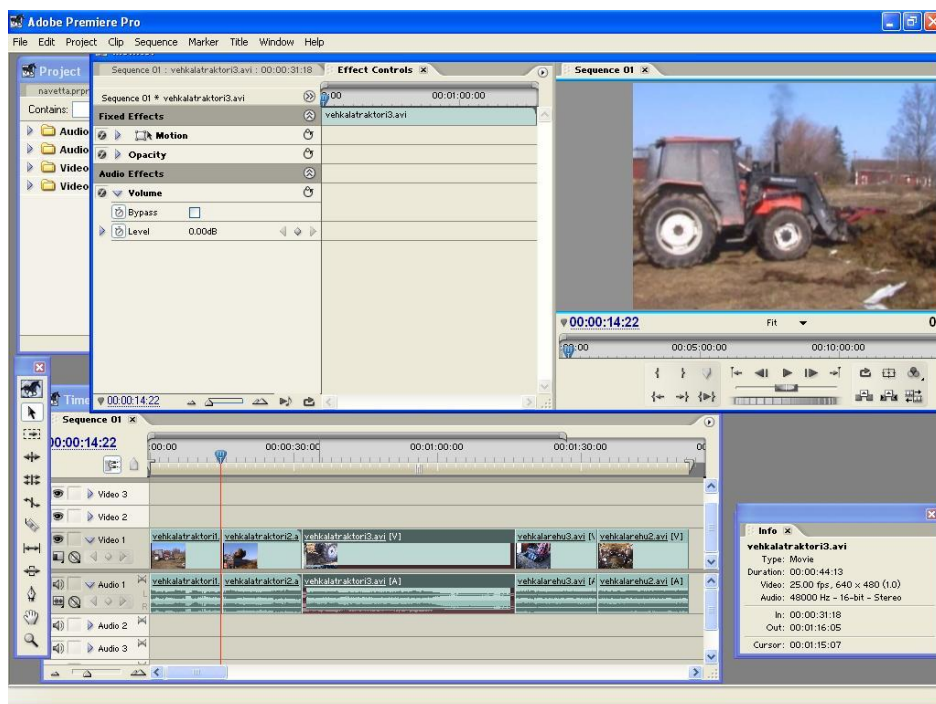 Adobe Premiere Pro
File Edit Project Clip Sequence Marker Title Window Help
Project
navetta.prpr
Contains:
Audio
Audio
Video
Video
Sequence 01 : vehkalatraktori3.avi : 00:00:31:18
Effect Controls
Sequence 01 * vehkalatraktori3.avi
00:01:00:00
Fixed Effects
vehkalatraktori3.avi
Motion
Opacity
Audio Effects
Volume
Bypass
Level 0.00dB
00:00:14:22
Sequence 01
00:00:14:22 Fit
00:05:00:00 00:10:00:00
Time
Sequence 01
00:00:14:22
:00:00 00:00:30:00 00:01:00:00 00:01:30:00
Video 3
Video 2
Video 1
vehkalatraktori1. vehkalatraktori2.a vehkalatraktori3.avi [V] vehkalarehu3.avi [V vehkalarehu2.avi [V]
Audio 1
vehkalatraktori1. vehkalatraktori2.a vehkalatraktori3.avi [A] vehkalarehu3.avi [A vehkalarehu2.avi [A]
L
R
Audio 2
Audio 3
Info
vehkalatraktori3.avi
Type: Movie
Duration: 00:00:44:13
Video: 25.00 fps, 640 x 480 (1.0)
Audio: 48000 Hz - 16-bit - Stereo
In: 00:00:31:18
Out: 00:01:16:05
Cursor: 00:01:15:07